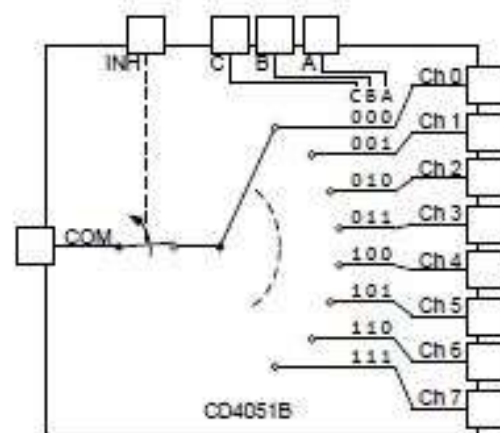 INH C B A
C B A
000 Ch 0
001 Ch 1
010 Ch 2
011 Ch 3
COM
100 Ch 4
101 Ch 5
110 Ch 6
111 Ch 7
CD4051B